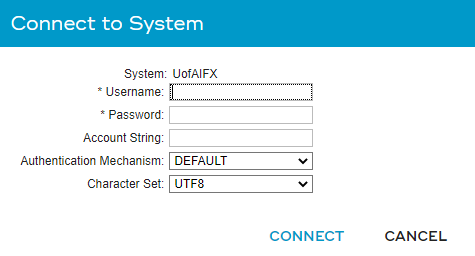 Connect to System
System: UofAIFX
* Username:
* Password:
Account String:
Authentication Mechanism: DEFAULT
Character Set: UTF8
CONNECT CANCEL